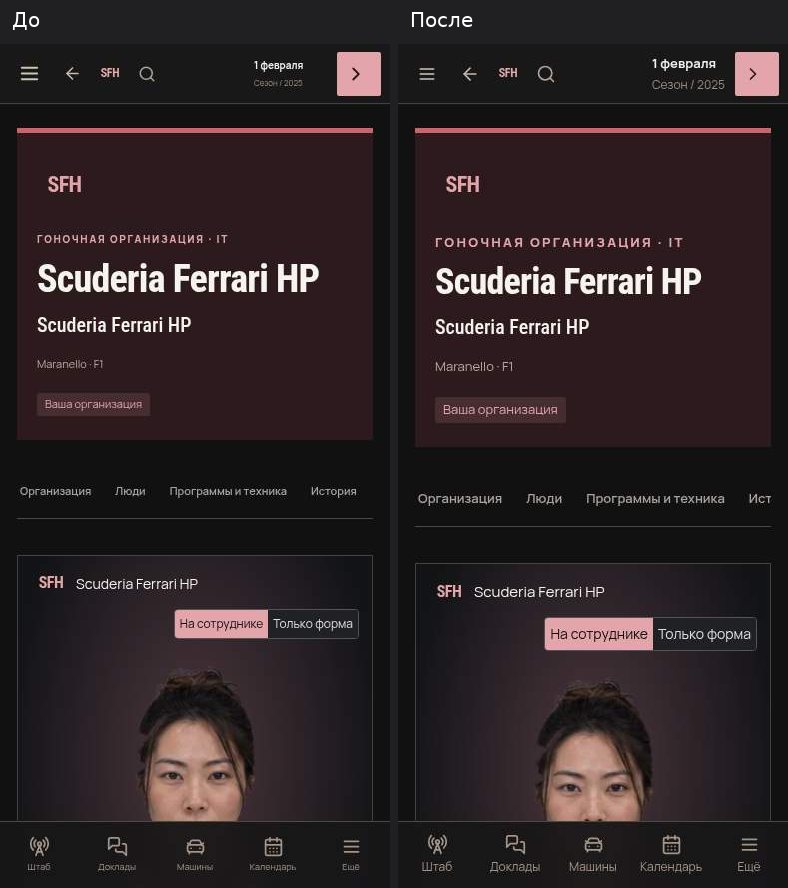 До
SFH
1 февраля
Сезон / 2025
SFH
ГОНОЧНАЯ ОРГАНИЗАЦИЯ · IT
Scuderia Ferrari HP
Scuderia Ferrari HP
Maranello · F1
Ваша организация
Организация Люди Программы и техника История
SFH Scuderia Ferrari HP
На сотруднике Только форма
Штаб Доклады Машины Календарь Ещё
После
SFH
1 февраля
Сезон / 2025
SFH
ГОНОЧНАЯ ОРГАНИЗАЦИЯ · IT
Scuderia Ferrari HP
Scuderia Ferrari HP
Maranello · F1
Ваша организация
Организация Люди Программы и техника Ист
SFH Scuderia Ferrari HP
На сотруднике Только форма
Штаб Доклады Машины Календарь Ещё